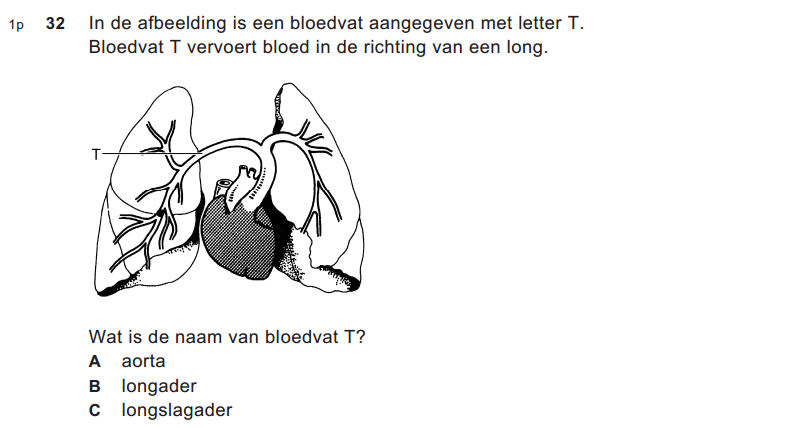 1p 32 In de afbeelding is een bloedvat aangegeven met letter T.
Bloedvat T vervoert bloed in de richting van een long.
T
Wat is de naam van bloedvat T?
A aorta
B longader
C longslagader